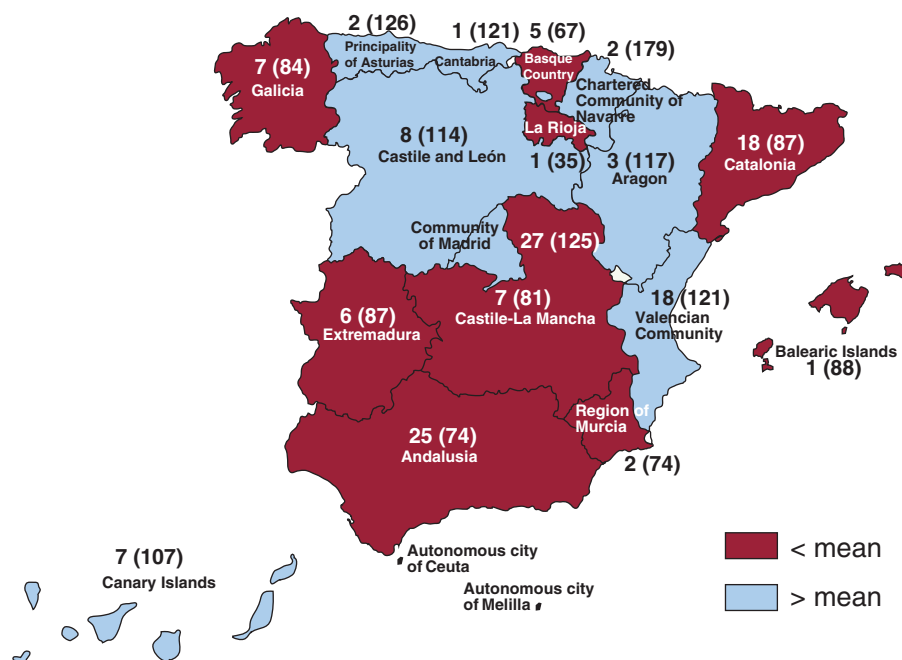 2 (126)
Principality
of Asturias
1 (121)
Cantabria
5 (67)
Basque
Country
2 (179)
Chartered
Community of
Navarre
7 (84)
Galicia
La Rioja
1 (35)
8 (114)
Castile and León
3 (117)
Aragon
18 (87)
Catalonia
Community
of Madrid
27 (125)
7 (81)
Castile-La Mancha
6 (87)
Extremadura
18 (121)
Valencian
Community
Balearic Islands
1 (88)
Region of
Murcia
2 (74)
25 (74)
Andalusia
7 (107)
Canary Islands
Autonomous city
of Ceuta
Autonomous city
of Melilla
< mean
> mean